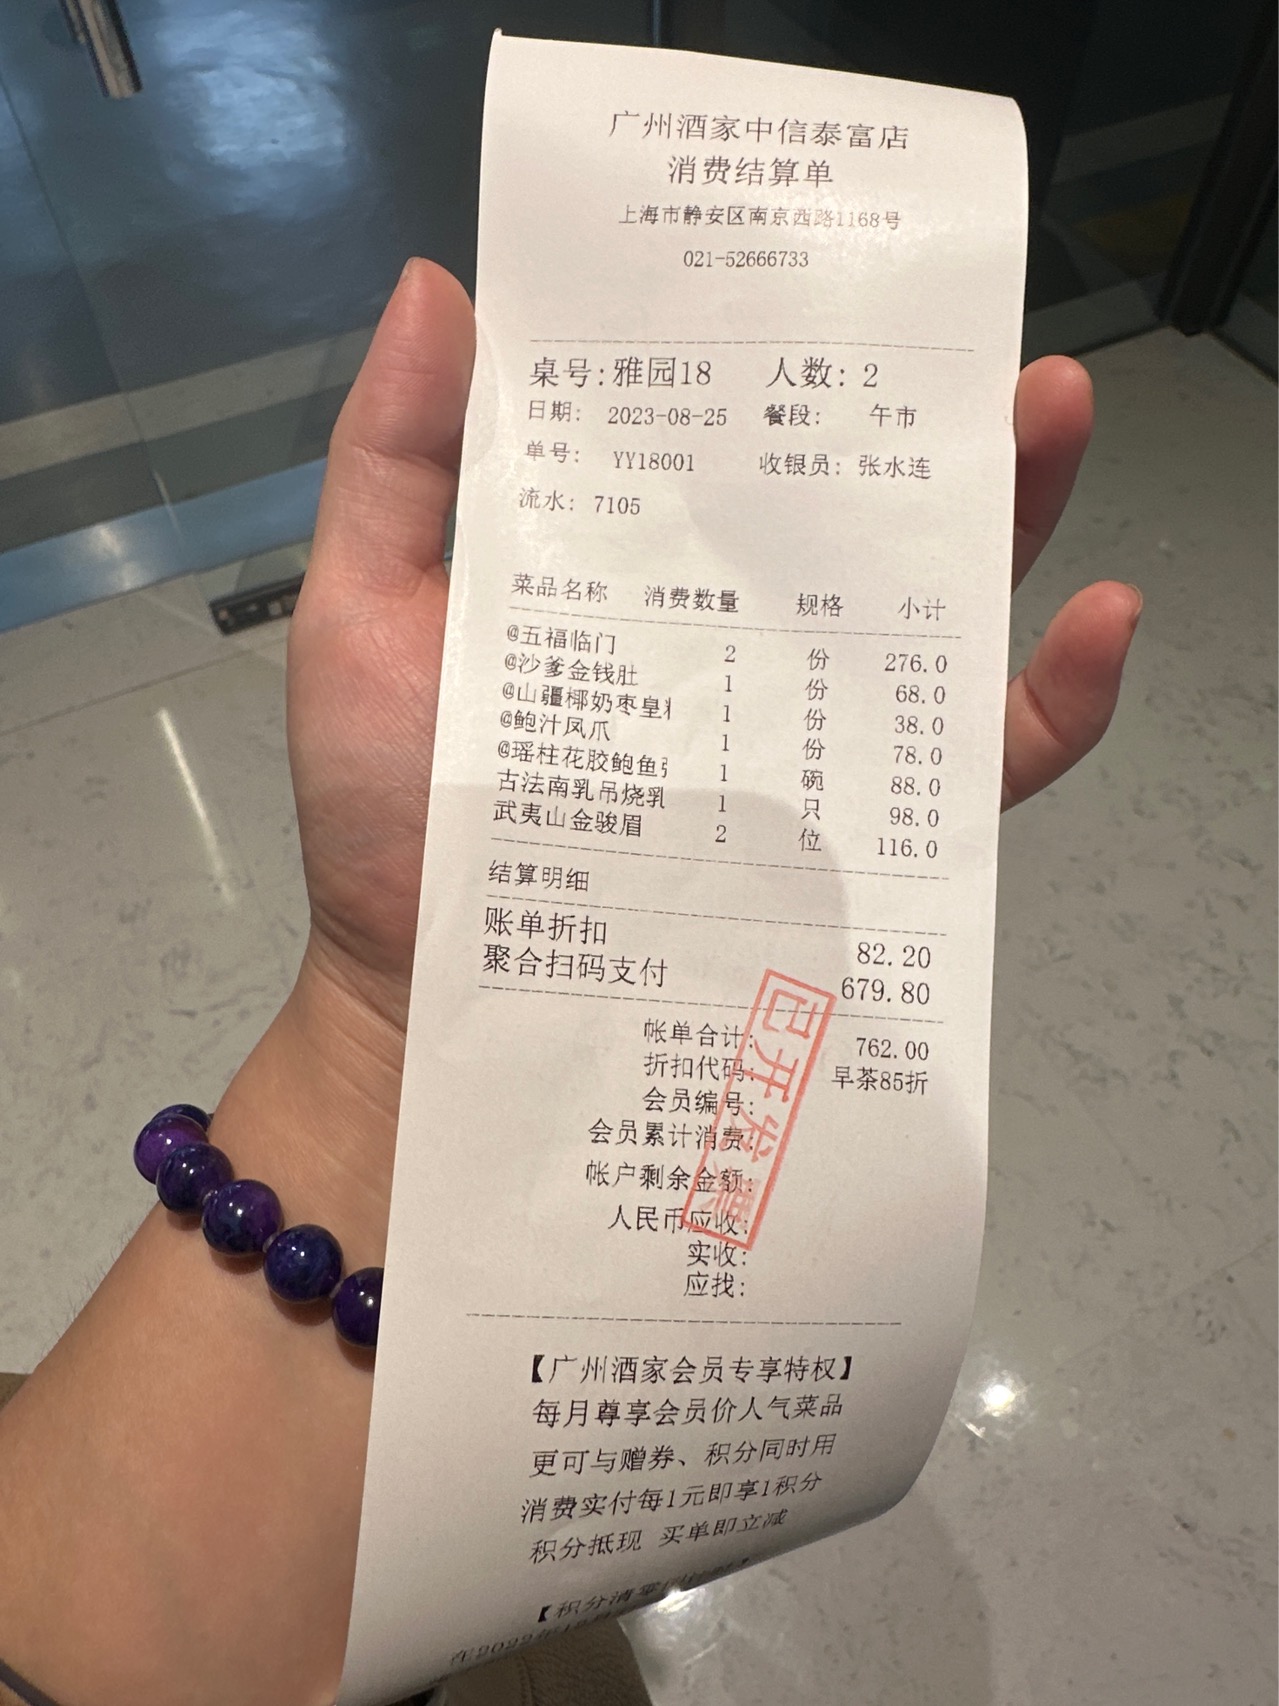 广州酒家中信泰富店
消费结算单
上海市静安区南京西路1168号
021-52666733
桌号:雅园18 人数: 2
日期: 2023-08-25 餐段: 午市
单号: YY18001 收银员: 张水连
流水: 7105
菜品名称 消费数量 规格 小计
@五福临门 2 份 276.0
@沙爹金钱肚 1 份 68.0
@山疆椰奶枣皇 1 份 38.0
@鲍汁凤爪 1 份 78.0
@瑶柱花胶鲍鱼 1 碗 88.0
古法南乳吊烧乳 1 只 98.0
武夷山金骏眉 2 位 116.0
结算明细
账单折扣 82.20
聚合扫码支付 679.80
帐单合计: 762.00
折扣代码: 早茶85折
会员编号:
会员累计消费:
帐户剩余金额:
人民币应收:
实收:
应找:
已开发票
【广州酒家会员专享特权】
每月尊享会员价人气菜品
更可与赠券、积分同时用
消费实付每1元即享1积分
积分抵现 买单即立减
【积分清零